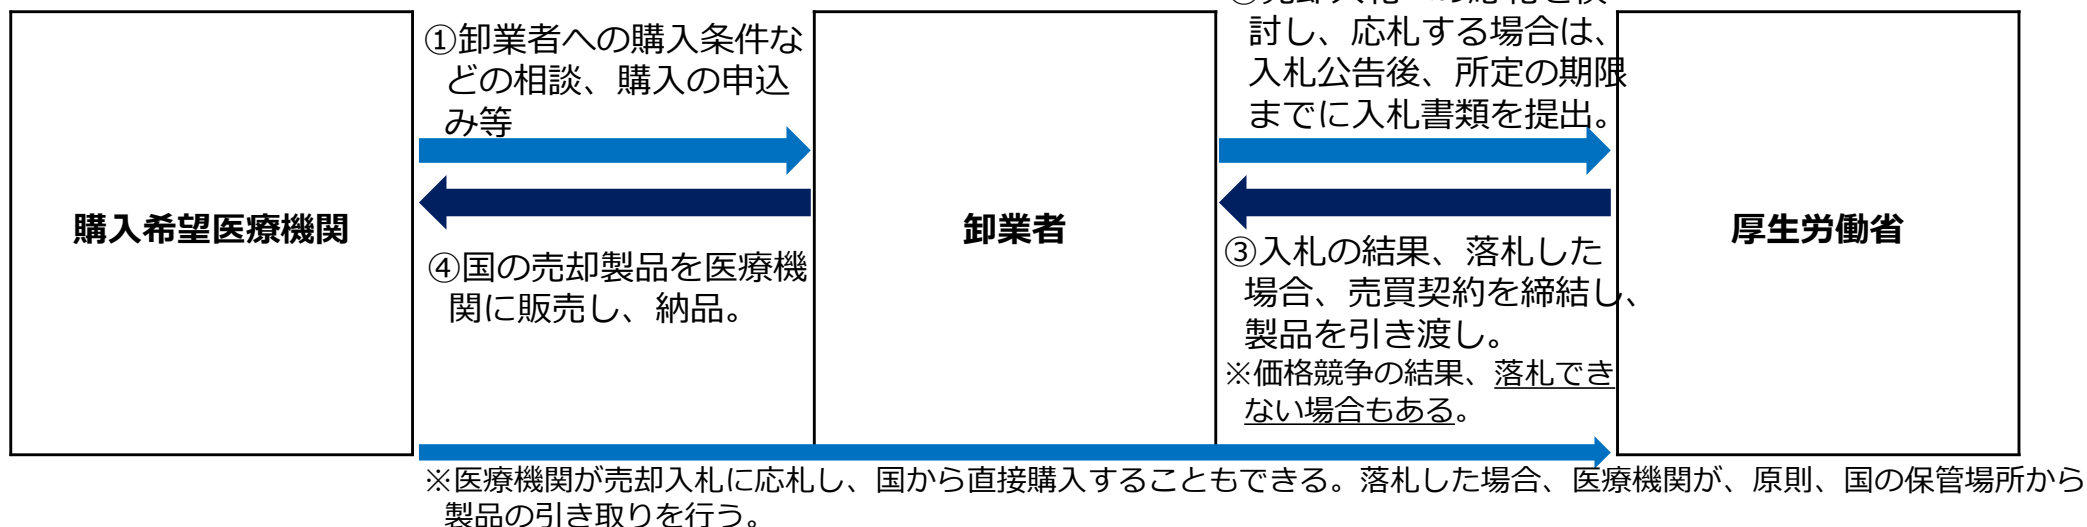 ①卸業者への購入条件な
どの相談、購入の申込
み等
討し、応札する場合は、
入札公告後、所定の期限
までに入札書類を提出。
購入希望医療機関
卸業者
厚生労働省
④国の売却製品を医療機
関に販売し、納品。
③入札の結果、落札した
場合、売買契約を締結し、
製品を引き渡し。
※価格競争の結果、落札でき
ない場合もある。
※医療機関が売却入札に応札し、国から直接購入することもできる。落札した場合、医療機関が、原則、国の保管場所から
製品の引き取りを行う。